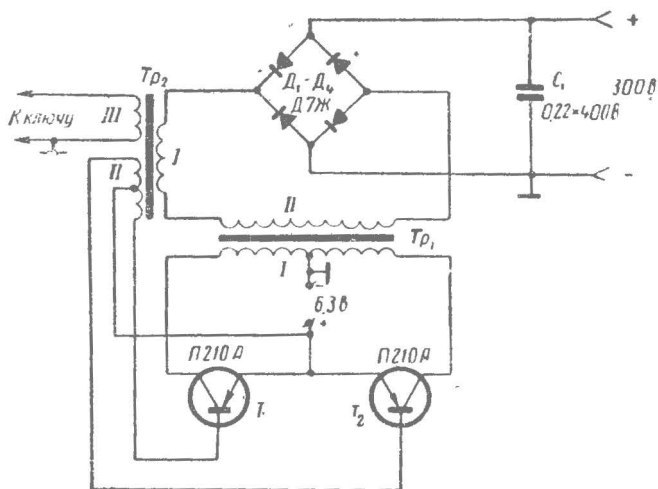 +
Тр₂
Д₁-Д₄
Д7Ж
C₁
300В
0,22=400В
К ключу
III
I
II
-
II
Тр₁
I
-
6,3В
+
П210А
П210А
T
T₂